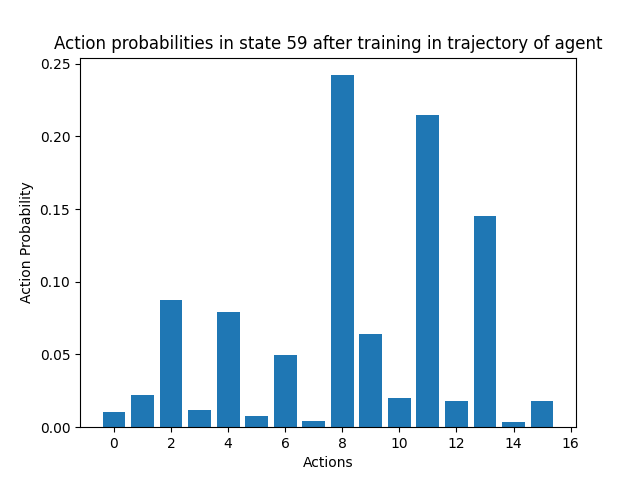 Action probabilities in state 59 after training in trajectory of agent
0.25
0.20
0.15
0.10
0.05
0.00
Action Probability
0 2 4 6 8 10 12 14 16
Actions